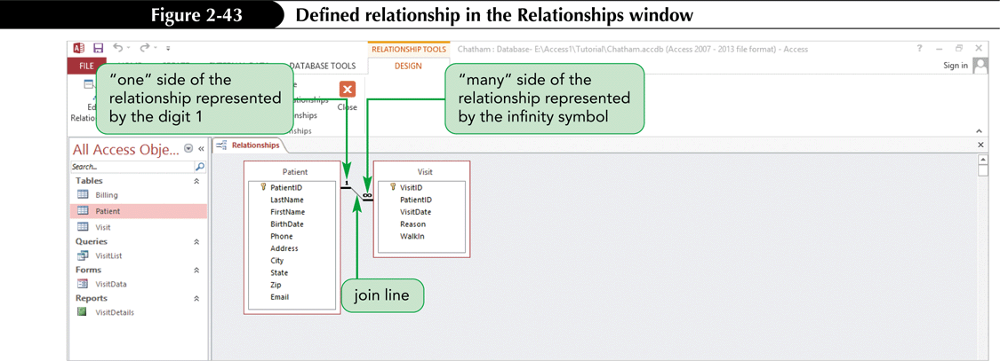 Figure 2-43 Defined relationship in the Relationships window
RELATIONSHIP TOOLS
Chatham : Database- E:\Access1\Tutorial\Chatham.accdb (Access 2007 - 2013 file format) - Access
?
FILE
DATABASE TOOLS
DESIGN
Sign in
"one" side of the
relationship represented
by the digit 1
"many" side of the
relationship represented
by the infinity symbol
Close
All Access Obje...
Relationships
Search...
Tables
Billing
Patient
Visit
Queries
VisitList
Forms
VisitData
Reports
VisitDetails
Patient
PatientID
LastName
FirstName
BirthDate
Phone
Address
City
State
Zip
Email
1
∞
Visit
VisitID
PatientID
VisitDate
Reason
WalkIn
join line